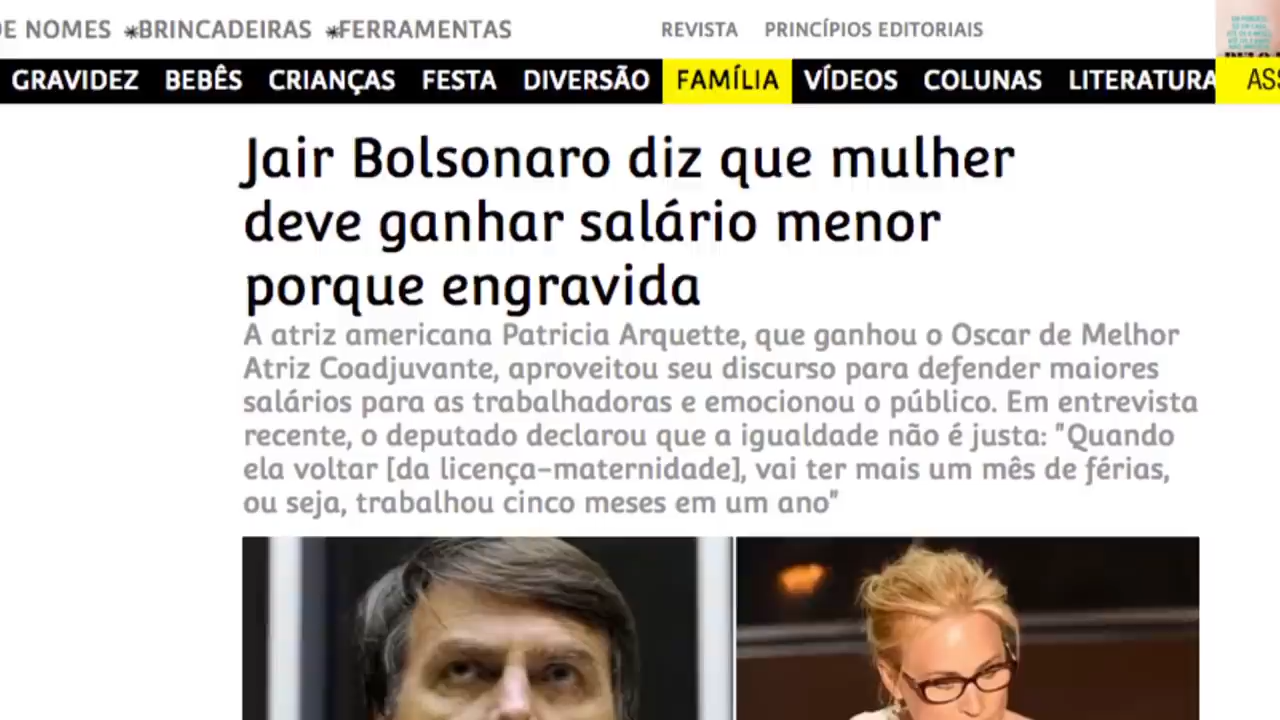 DE NOMES ✷BRINCADEIRAS ✷FERRAMENTAS REVISTA PRINCÍPIOS EDITORIAIS
GRAVIDEZ BEBÊS CRIANÇAS FESTA DIVERSÃO FAMÍLIA VÍDEOS COLUNAS LITERATURA
Jair Bolsonaro diz que mulher
deve ganhar salário menor
porque engravida
A atriz americana Patricia Arquette, que ganhou o Oscar de Melhor
Atriz Coadjuvante, aproveitou seu discurso para defender maiores
salários para as trabalhadoras e emocionou o público. Em entrevista
recente, o deputado declarou que a igualdade não é justa: "Quando
ela voltar [da licença-maternidade], vai ter mais um mês de férias,
ou seja, trabalhou cinco meses em um ano"